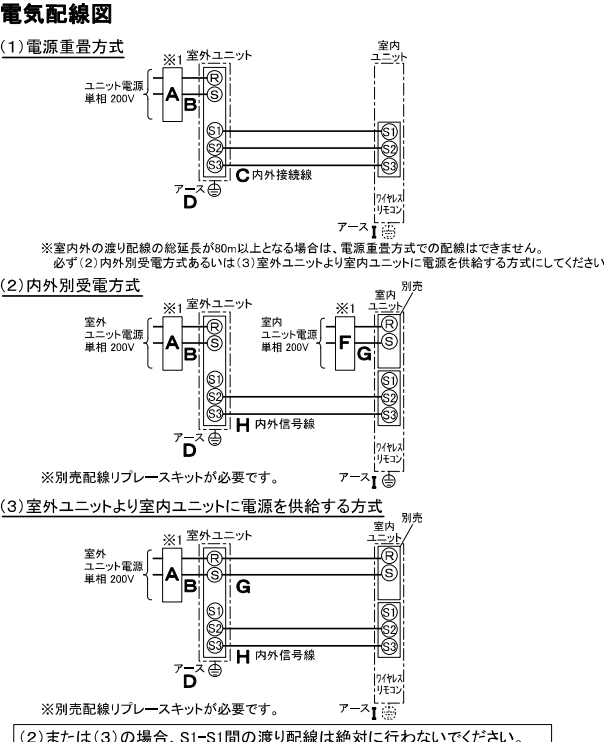 電気配線図
(1)電源重畳方式
※1 室外ユニット
室内
ユニット
ユニット電源
単相 200V
A
B
R
S
S1
S2
S3
S1
S2
S3
C 内外接続線
アース
D
ワイヤレス
リモコン
アース I
※室内外の渡り配線の総延長が80m以上となる場合は、電源重畳方式での配線はできません。
必ず(2)内外別受電方式あるいは(3)室外ユニットより室内ユニットに電源を供給する方式にしてください
(2)内外別受電方式
※1 室外ユニット
※1
室内
ユニット
別売
室外
ユニット電源
単相 200V
A
B
R
S
室内
ユニット電源
単相 200V
F
G
R
S
S1
S2
S3
S1
S2
S3
H 内外信号線
アース
D
ワイヤレス
リモコン
アース I
※別売配線リプレースキットが必要です。
(3)室外ユニットより室内ユニットに電源を供給する方式
※1 室外ユニット
室内
ユニット
別売
室外
ユニット電源
単相 200V
A
B
R
S
G
R
S
S1
S2
S3
S1
S2
S3
H 内外信号線
アース
D
ワイヤレス
リモコン
アース I
※別売配線リプレースキットが必要です。
(2)または(3)の場合、S1-S1間の渡り配線は絶対に行わないでください。